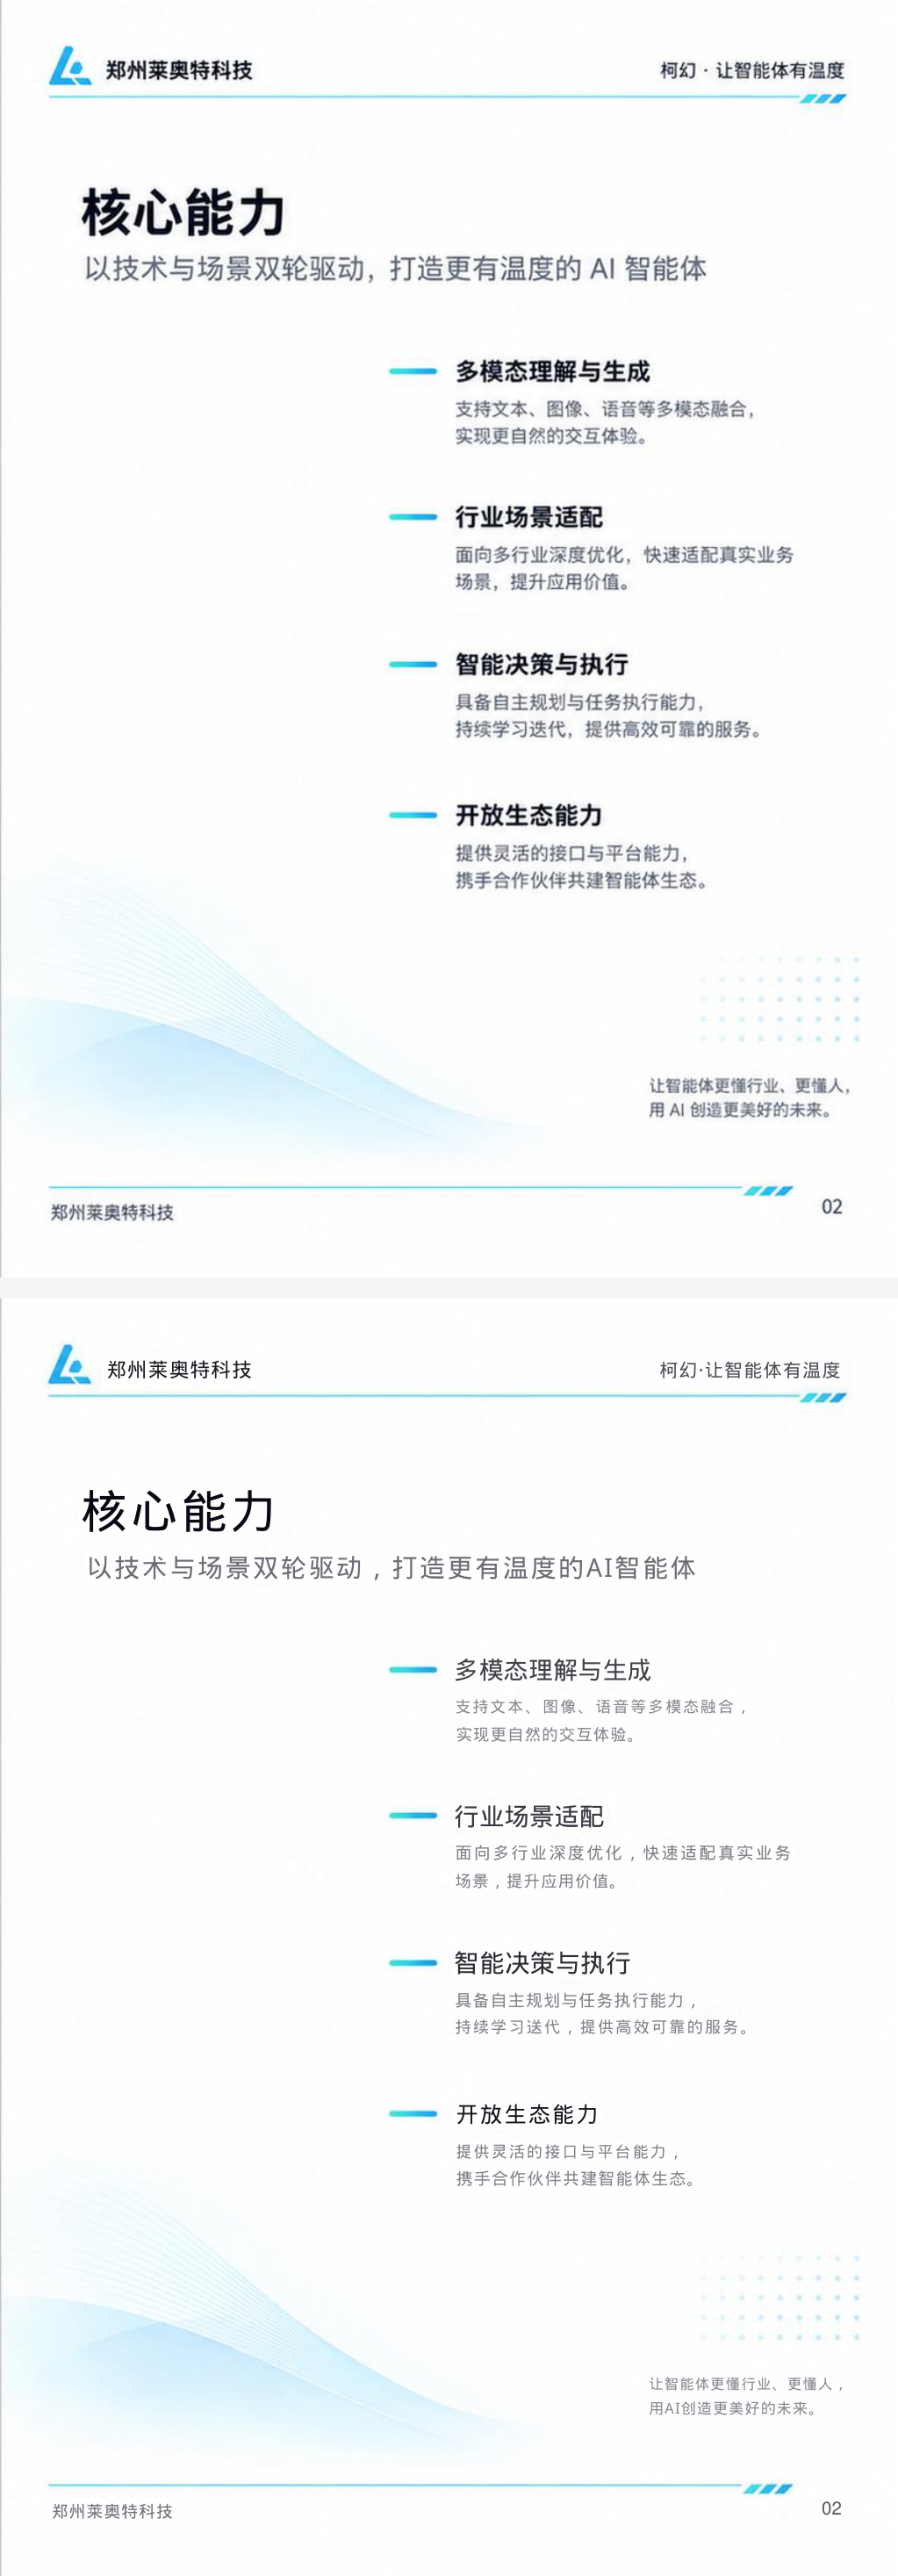 郑州莱奥特科技
柯幻 · 让智能体有温度
核心能力
以技术与场景双轮驱动，打造更有温度的 AI 智能体
多模态理解与生成
支持文本、图像、语音等多模态融合，
实现更自然的交互体验。
行业场景适配
面向多行业深度优化，快速适配真实业务
场景，提升应用价值。
智能决策与执行
具备自主规划与任务执行能力，
持续学习迭代，提供高效可靠的服务。
开放生态能力
提供灵活的接口与平台能力，
携手合作伙伴共建智能体生态。
让智能体更懂行业、更懂人，
用 AI 创造更美好的未来。
郑州莱奥特科技
02
郑州莱奥特科技
柯幻·让智能体有温度
核心能力
以技术与场景双轮驱动，打造更有温度的AI智能体
多模态理解与生成
支持文本、图像、语音等多模态融合，
实现更自然的交互体验。
行业场景适配
面向多行业深度优化，快速适配真实业务
场景，提升应用价值。
智能决策与执行
具备自主规划与任务执行能力，
持续学习送代，提供高效可靠的服务。
开放生态能力
提供灵活的接口与平台能力，
携手合作伙伴共建智能体生态。
让智能体更懂行业、更懂人，
用AI创造更美好的未来。
郑州莱奥特科技
02